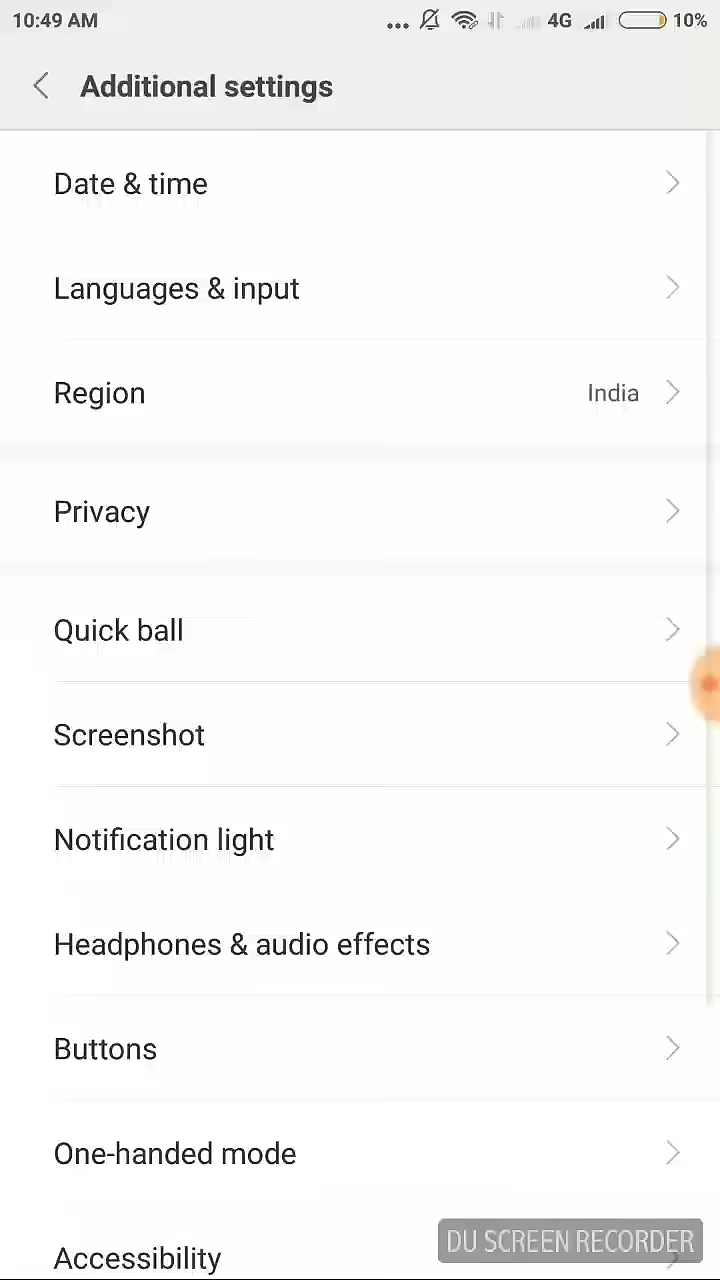 10:49 AM ... 4G 10%
Additional settings
Date & time
Languages & input
Region India
Privacy
Quick ball
Screenshot
Notification light
Headphones & audio effects
Buttons
One-handed mode
Accessibility
DU SCREEN RECORDER